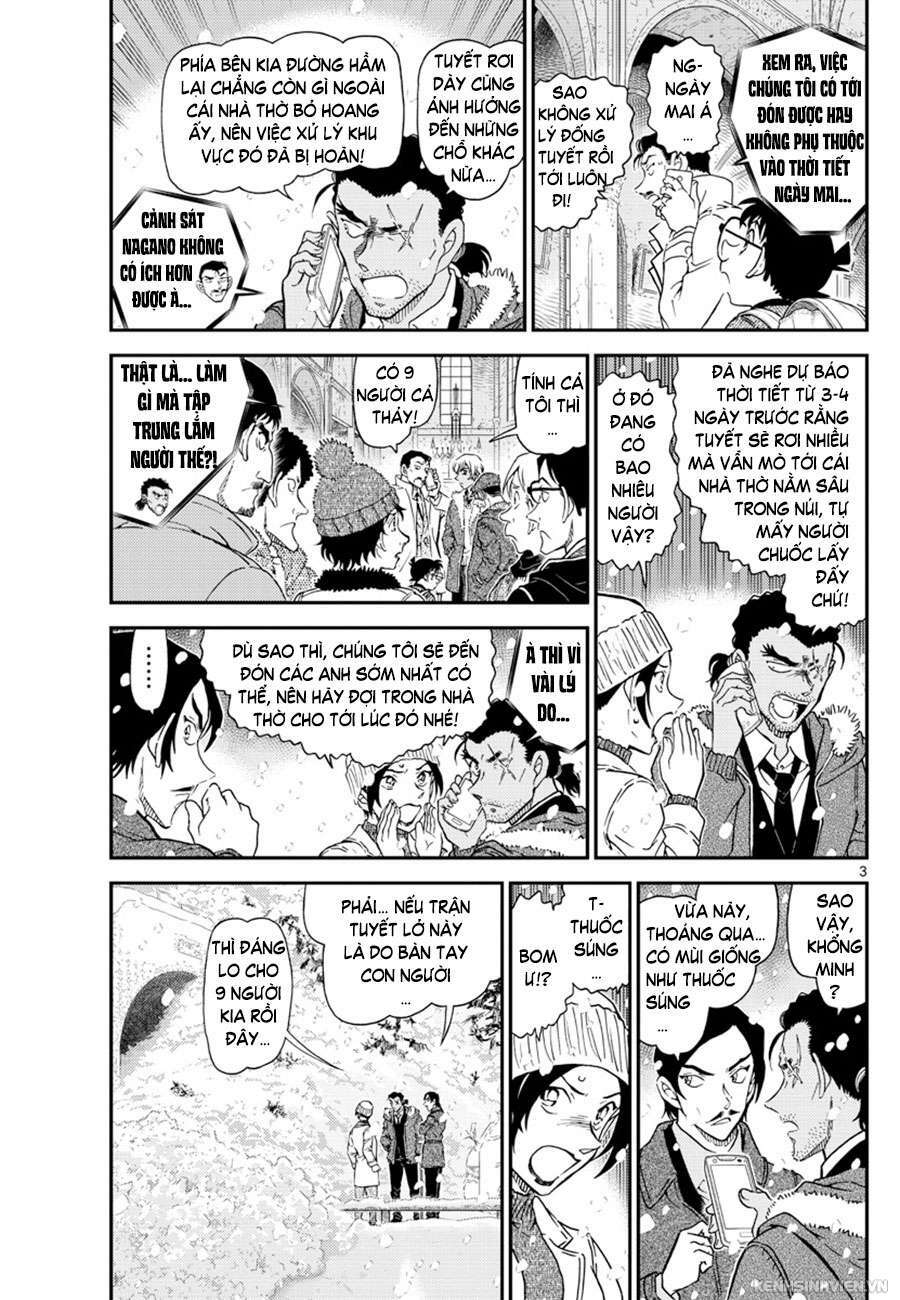 XEM RA, VIỆC
CHÚNG TÔI CÓ TỚI
ĐÓN ĐƯỢC HAY
KHÔNG PHỤ THUỘC
VÀO THỜI TIẾT
NGÀY MAI...
NG-
NGÀY
MAI Á
...
SAO
KHÔNG XỬ
LÝ ĐỐNG
TUYẾT RỒI
TỚI LUÔN
ĐI!
TUYẾT RƠI
DÀY CŨNG
ẢNH HƯỞNG
ĐẾN NHỮNG
CHỖ KHÁC
NỮA...
PHÍA BÊN KIA ĐƯỜNG HẦM
LẠI CHẲNG CÒN GÌ NGOÀI
CÁI NHÀ THỜ BỎ HOANG
ẤY, NÊN VIỆC XỬ LÝ KHU
VỰC ĐÓ ĐÃ BỊ HOÃN!
CẢNH SÁT
NAGANO KHÔNG
CÓ ÍCH HƠN
ĐƯỢC À...
ĐÃ NGHE DỰ BÁO
THỜI TIẾT TỪ 3-4
NGÀY TRƯỚC RẰNG
TUYẾT SẼ RƠI NHIỀU
MÀ VẪN MÒ TỚI CÁI
NHÀ THỜ NẰM SÂU
TRONG NÚI, TỰ
MẤY NGƯỜI
CHUỐC LẤY
ĐẤY
CHỨ!
Ở ĐÓ
ĐANG
CÓ
BAO
NHIÊU
NGƯỜI
VẬY?
TÍNH CẢ
TÔI THÌ
...
CÓ 9
NGƯỜI CẢ
THẢY!
THẬT LÀ... LÀM
GÌ MÀ TẬP
TRUNG LẮM
NGƯỜI THẾ?!
À THÌ VÌ
VÀI LÝ
DO...
DÙ SAO THÌ, CHÚNG TÔI SẼ ĐẾN
ĐÓN CÁC ANH SỚM NHẤT CÓ
THỂ, NÊN HÃY ĐỢI TRONG NHÀ
THỜ CHO TỚI LÚC ĐÓ NHÉ!
......
3
SAO
VẬY,
KHỔNG
MINH
?
VỪA NÃY,
THOÁNG QUA...
CÓ MÙI GIỐNG
NHƯ THUỐC
SÚNG
...
T-
THUỐC
SÚNG
...
BOM
Ư!?
PHẢI... NẾU TRẬN
TUYẾT LỞ NÀY
LÀ DO BÀN TAY
CON NGƯỜI
...
THÌ ĐÁNG
LO CHO
9 NGƯỜI
KIA RỒI
ĐÂY...
KENHSINHVIEN.VN